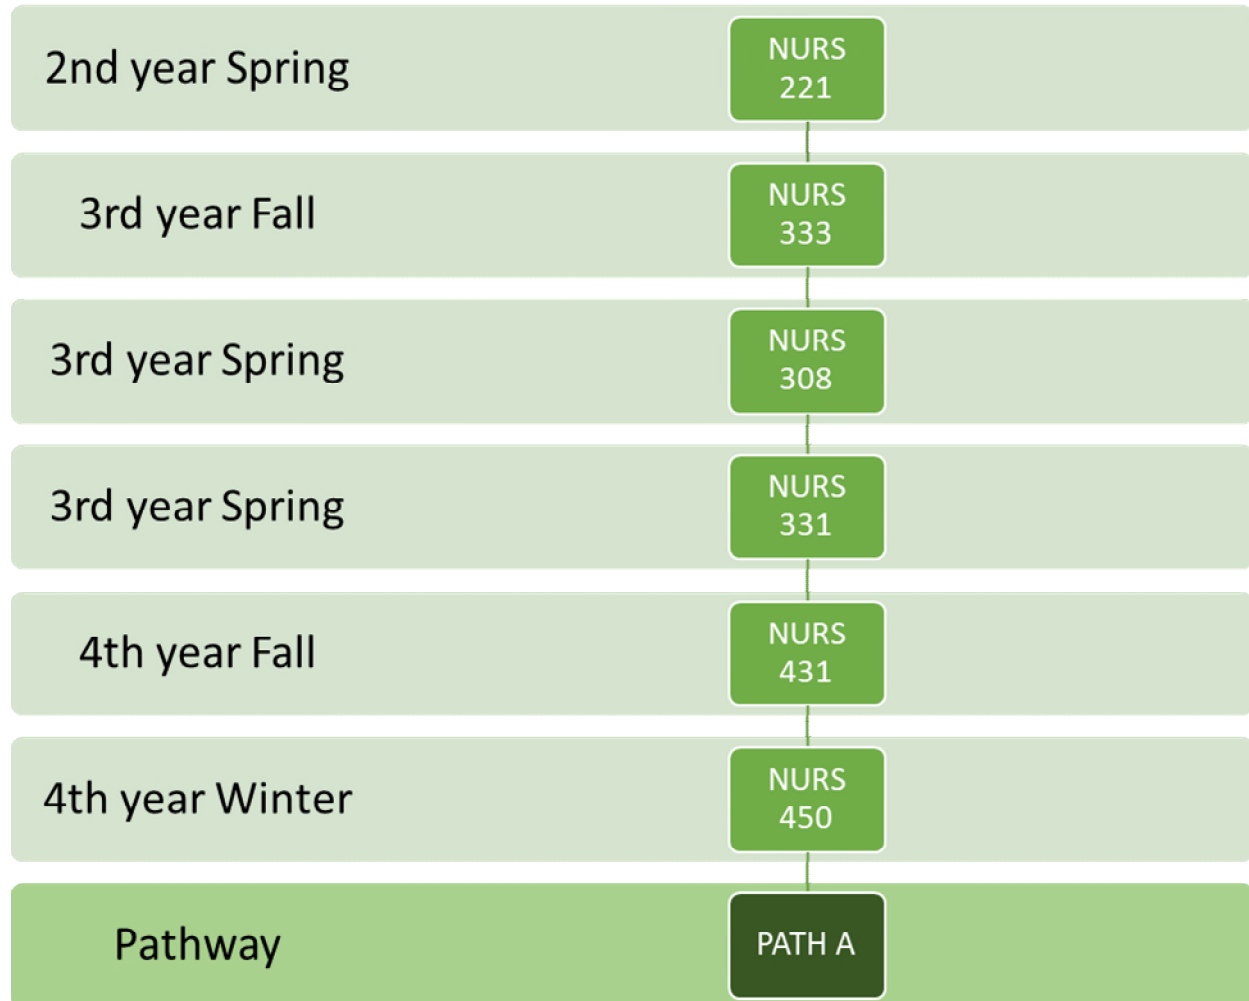 2nd year Spring
NURS
221
3rd year Fall
NURS
333
3rd year Spring
NURS
308
3rd year Spring
NURS
331
4th year Fall
NURS
431
4th year Winter
NURS
450
Pathway
PATH A